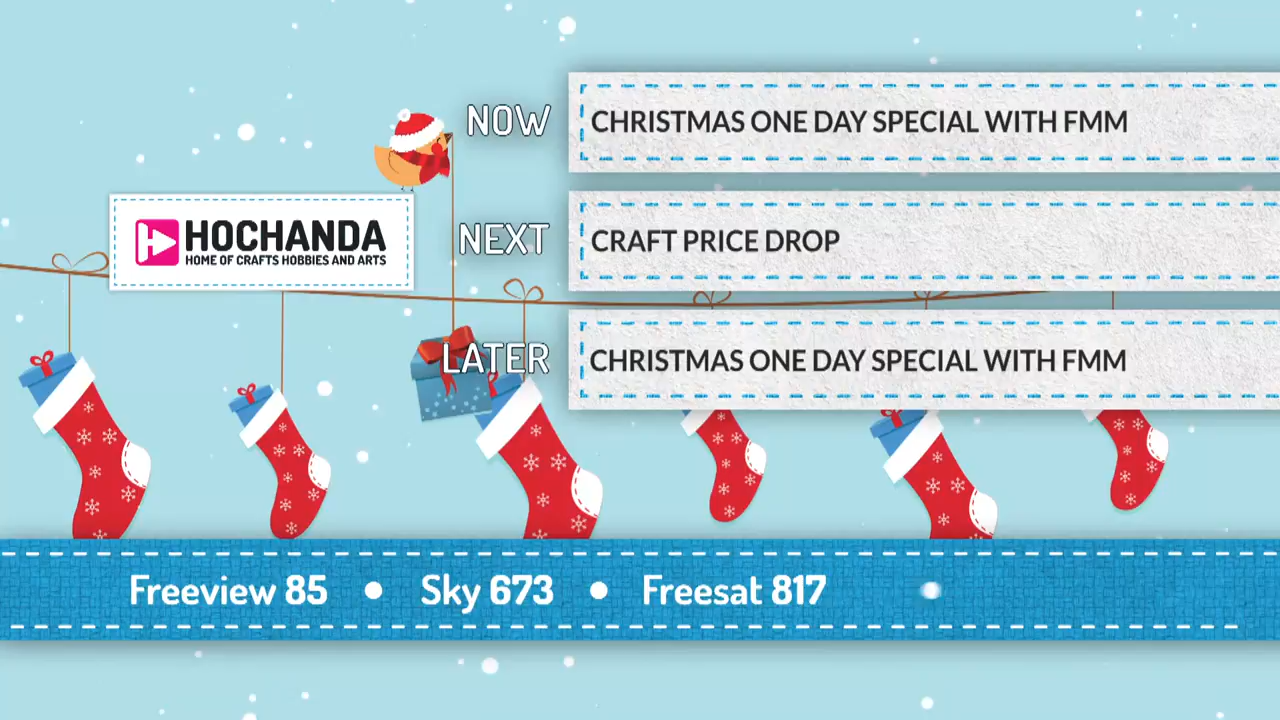 NOW
CHRISTMAS ONE DAY SPECIAL WITH FMM
HOCHANDA
HOME OF CRAFTS HOBBIES AND ARTS
NEXT
CRAFT PRICE DROP
LATER
CHRISTMAS ONE DAY SPECIAL WITH FMM
Freeview 85 • Sky 673 • Freesat 817